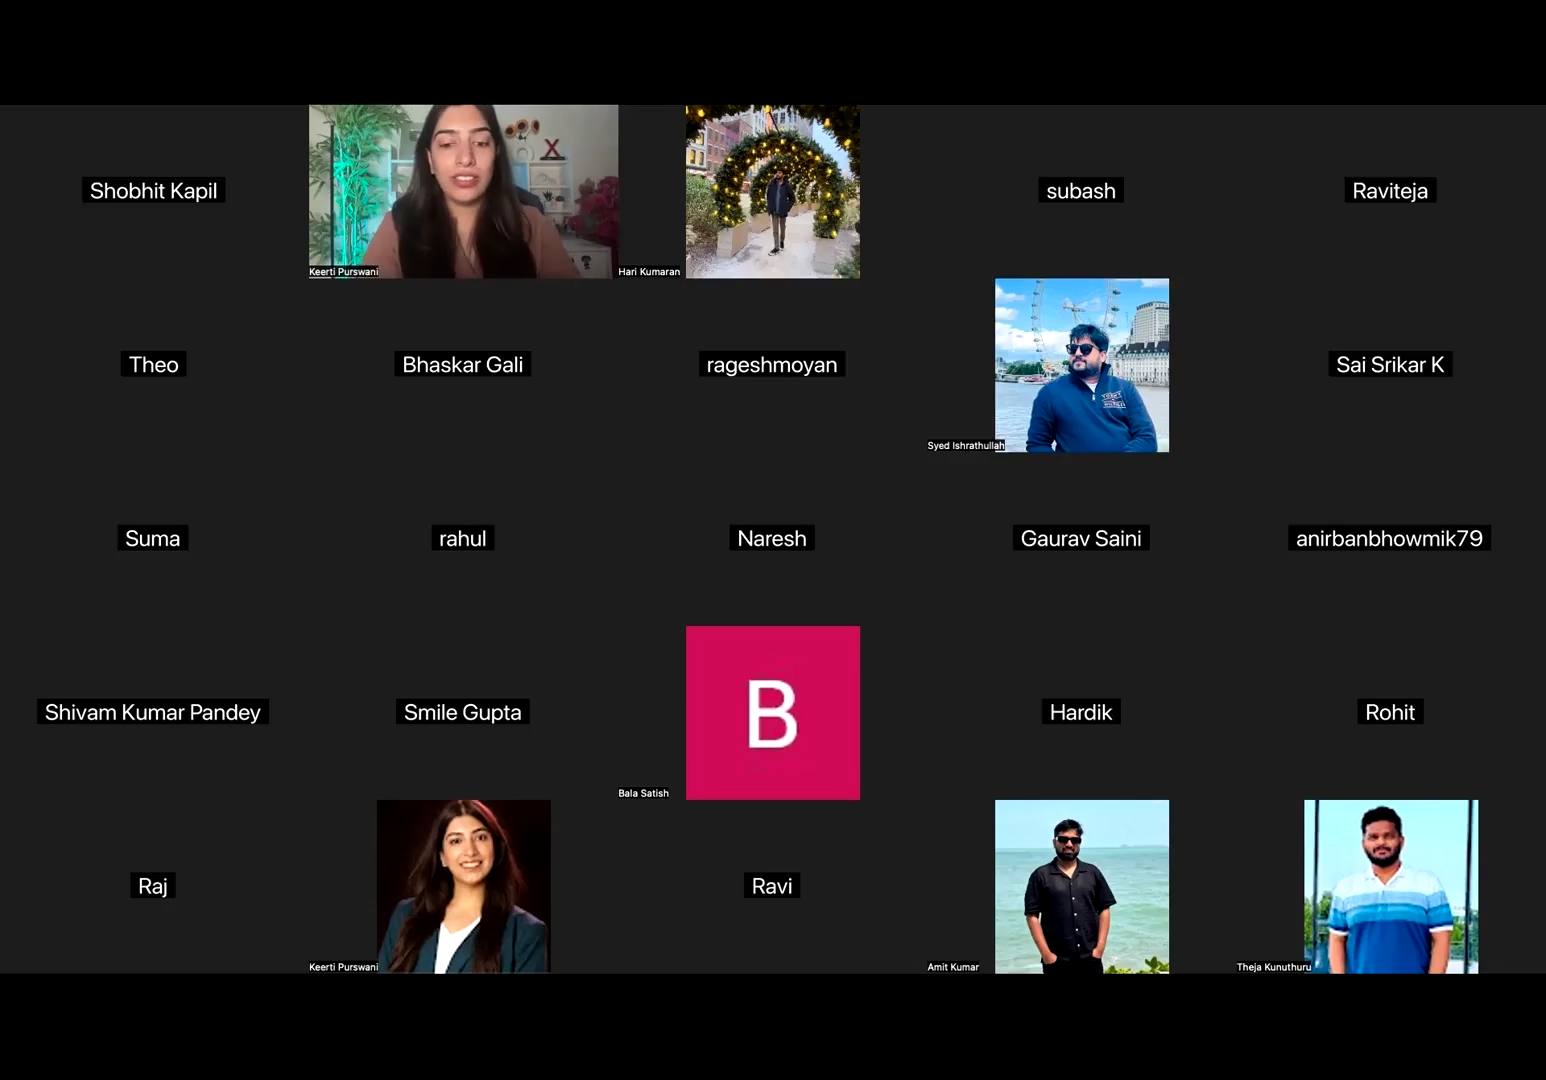 Shobhit Kapil
Keerti Purswani
Hari Kumaran
subash
Raviteja
Theo
Bhaskar Gali
rageshmoyan
Syed Ishrathullah
Sai Srikar K
Suma
rahul
Naresh
Gaurav Saini
anirbanbhowmik79
Shivam Kumar Pandey
Smile Gupta
B
Bala Satish
Hardik
Rohit
Raj
Keerti Purswani
Ravi
Amit Kumar
Theja Kunuthuru